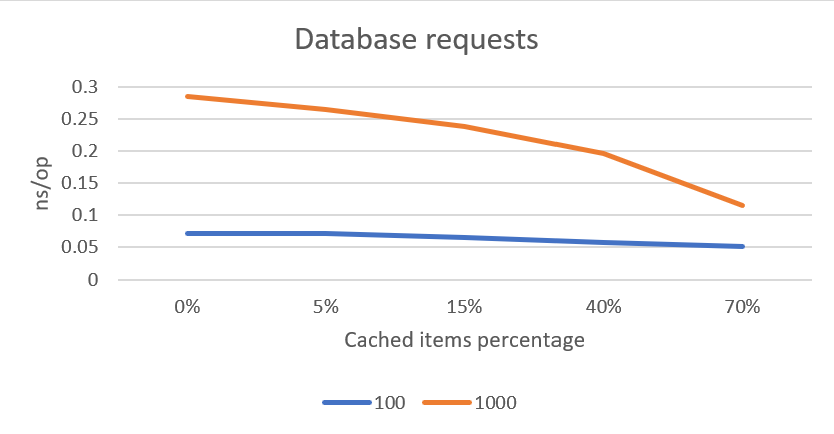 Database requests
0.3
0.25
0.2
0.15
0.1
0.05
0
ns/op
0% 5% 15% 40% 70%
Cached items percentage
100 1000